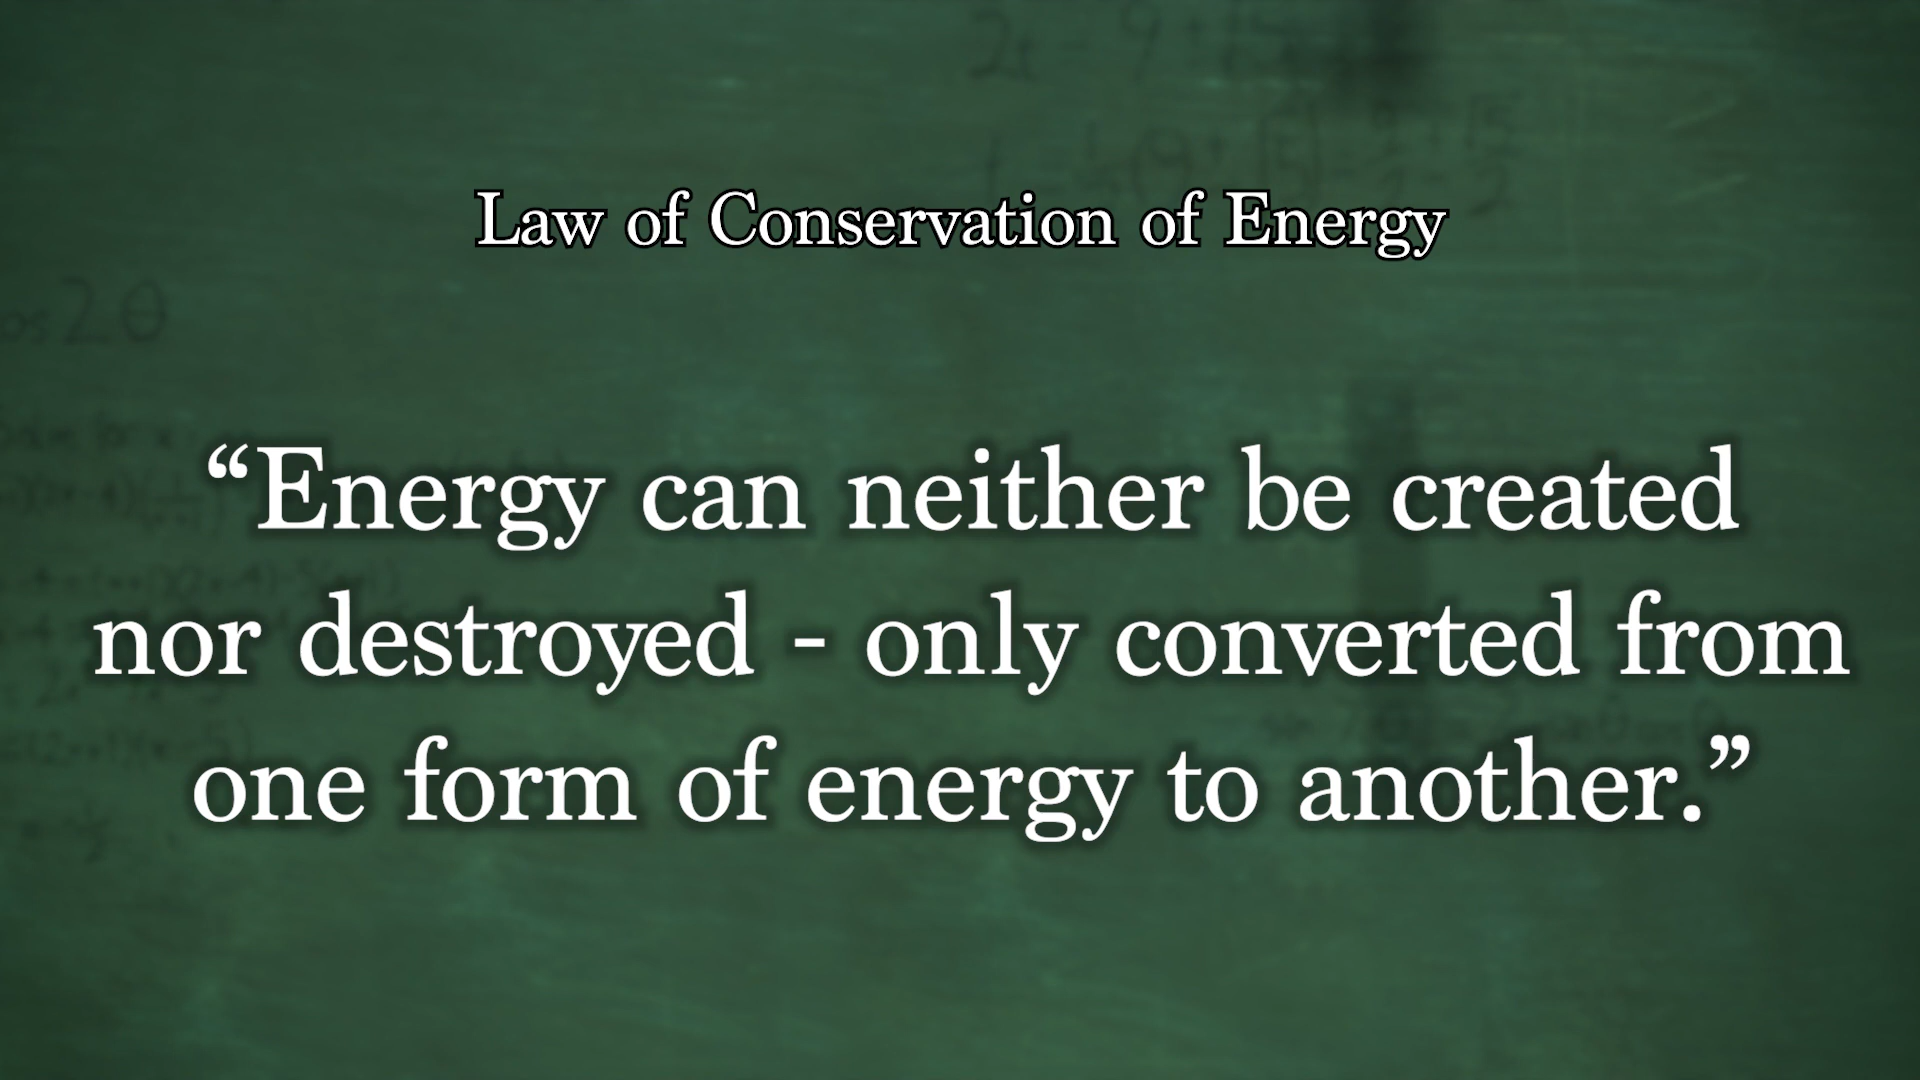 Law of Conservation of Energy
“Energy can neither be created
nor destroyed - only converted from
one form of energy to another.”